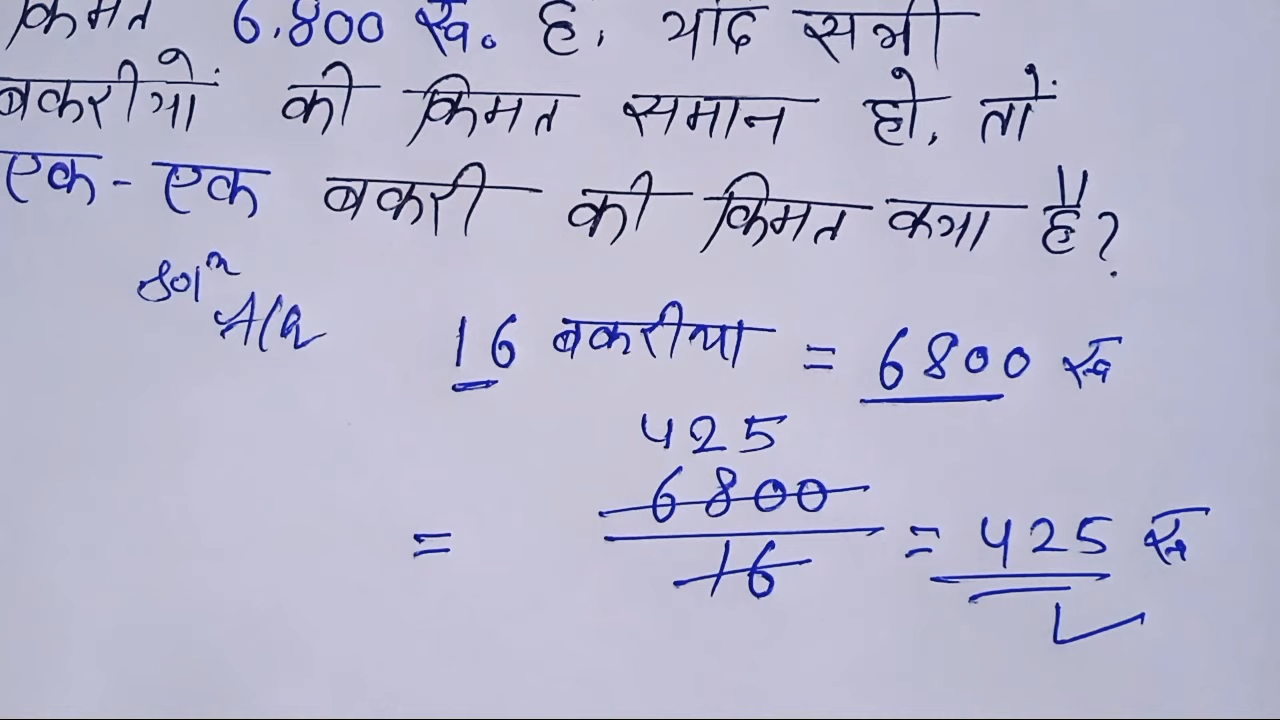 किमत 6,800 रु. है, यदि सभी
बकरीयों की किमत समान हो, तों
एक-एक बकरी की किमत क्या है?
Solⁿ
A/Q
16 बकरीया = 6800 रु
425
= 6800/16 = 425 रु